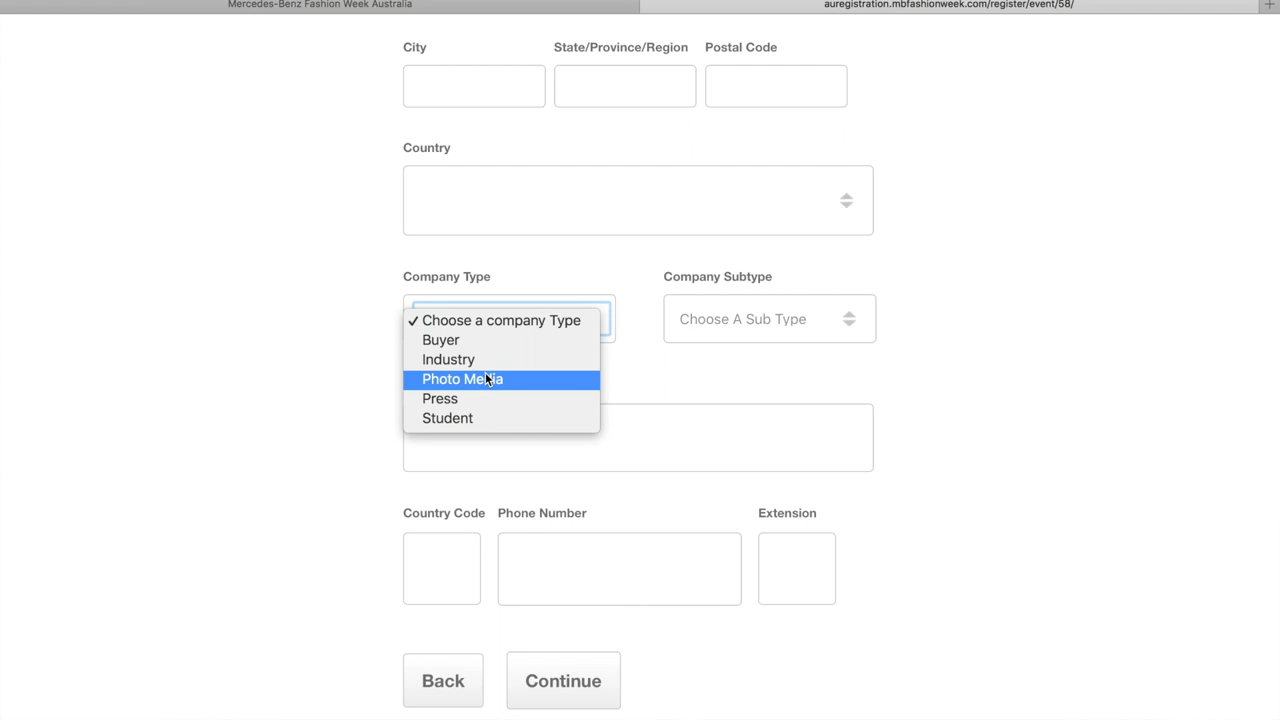 Mercedes-Benz Fashion Week Australia
auregistration.mbfashionweek.com/register/event/58/
City State/Province/Region Postal Code
Country
Company Type Company Subtype
✓ Choose a company Type
Choose A Sub Type
Buyer
Industry
Photo Media
Press
Student
Country Code Phone Number Extension
Back Continue